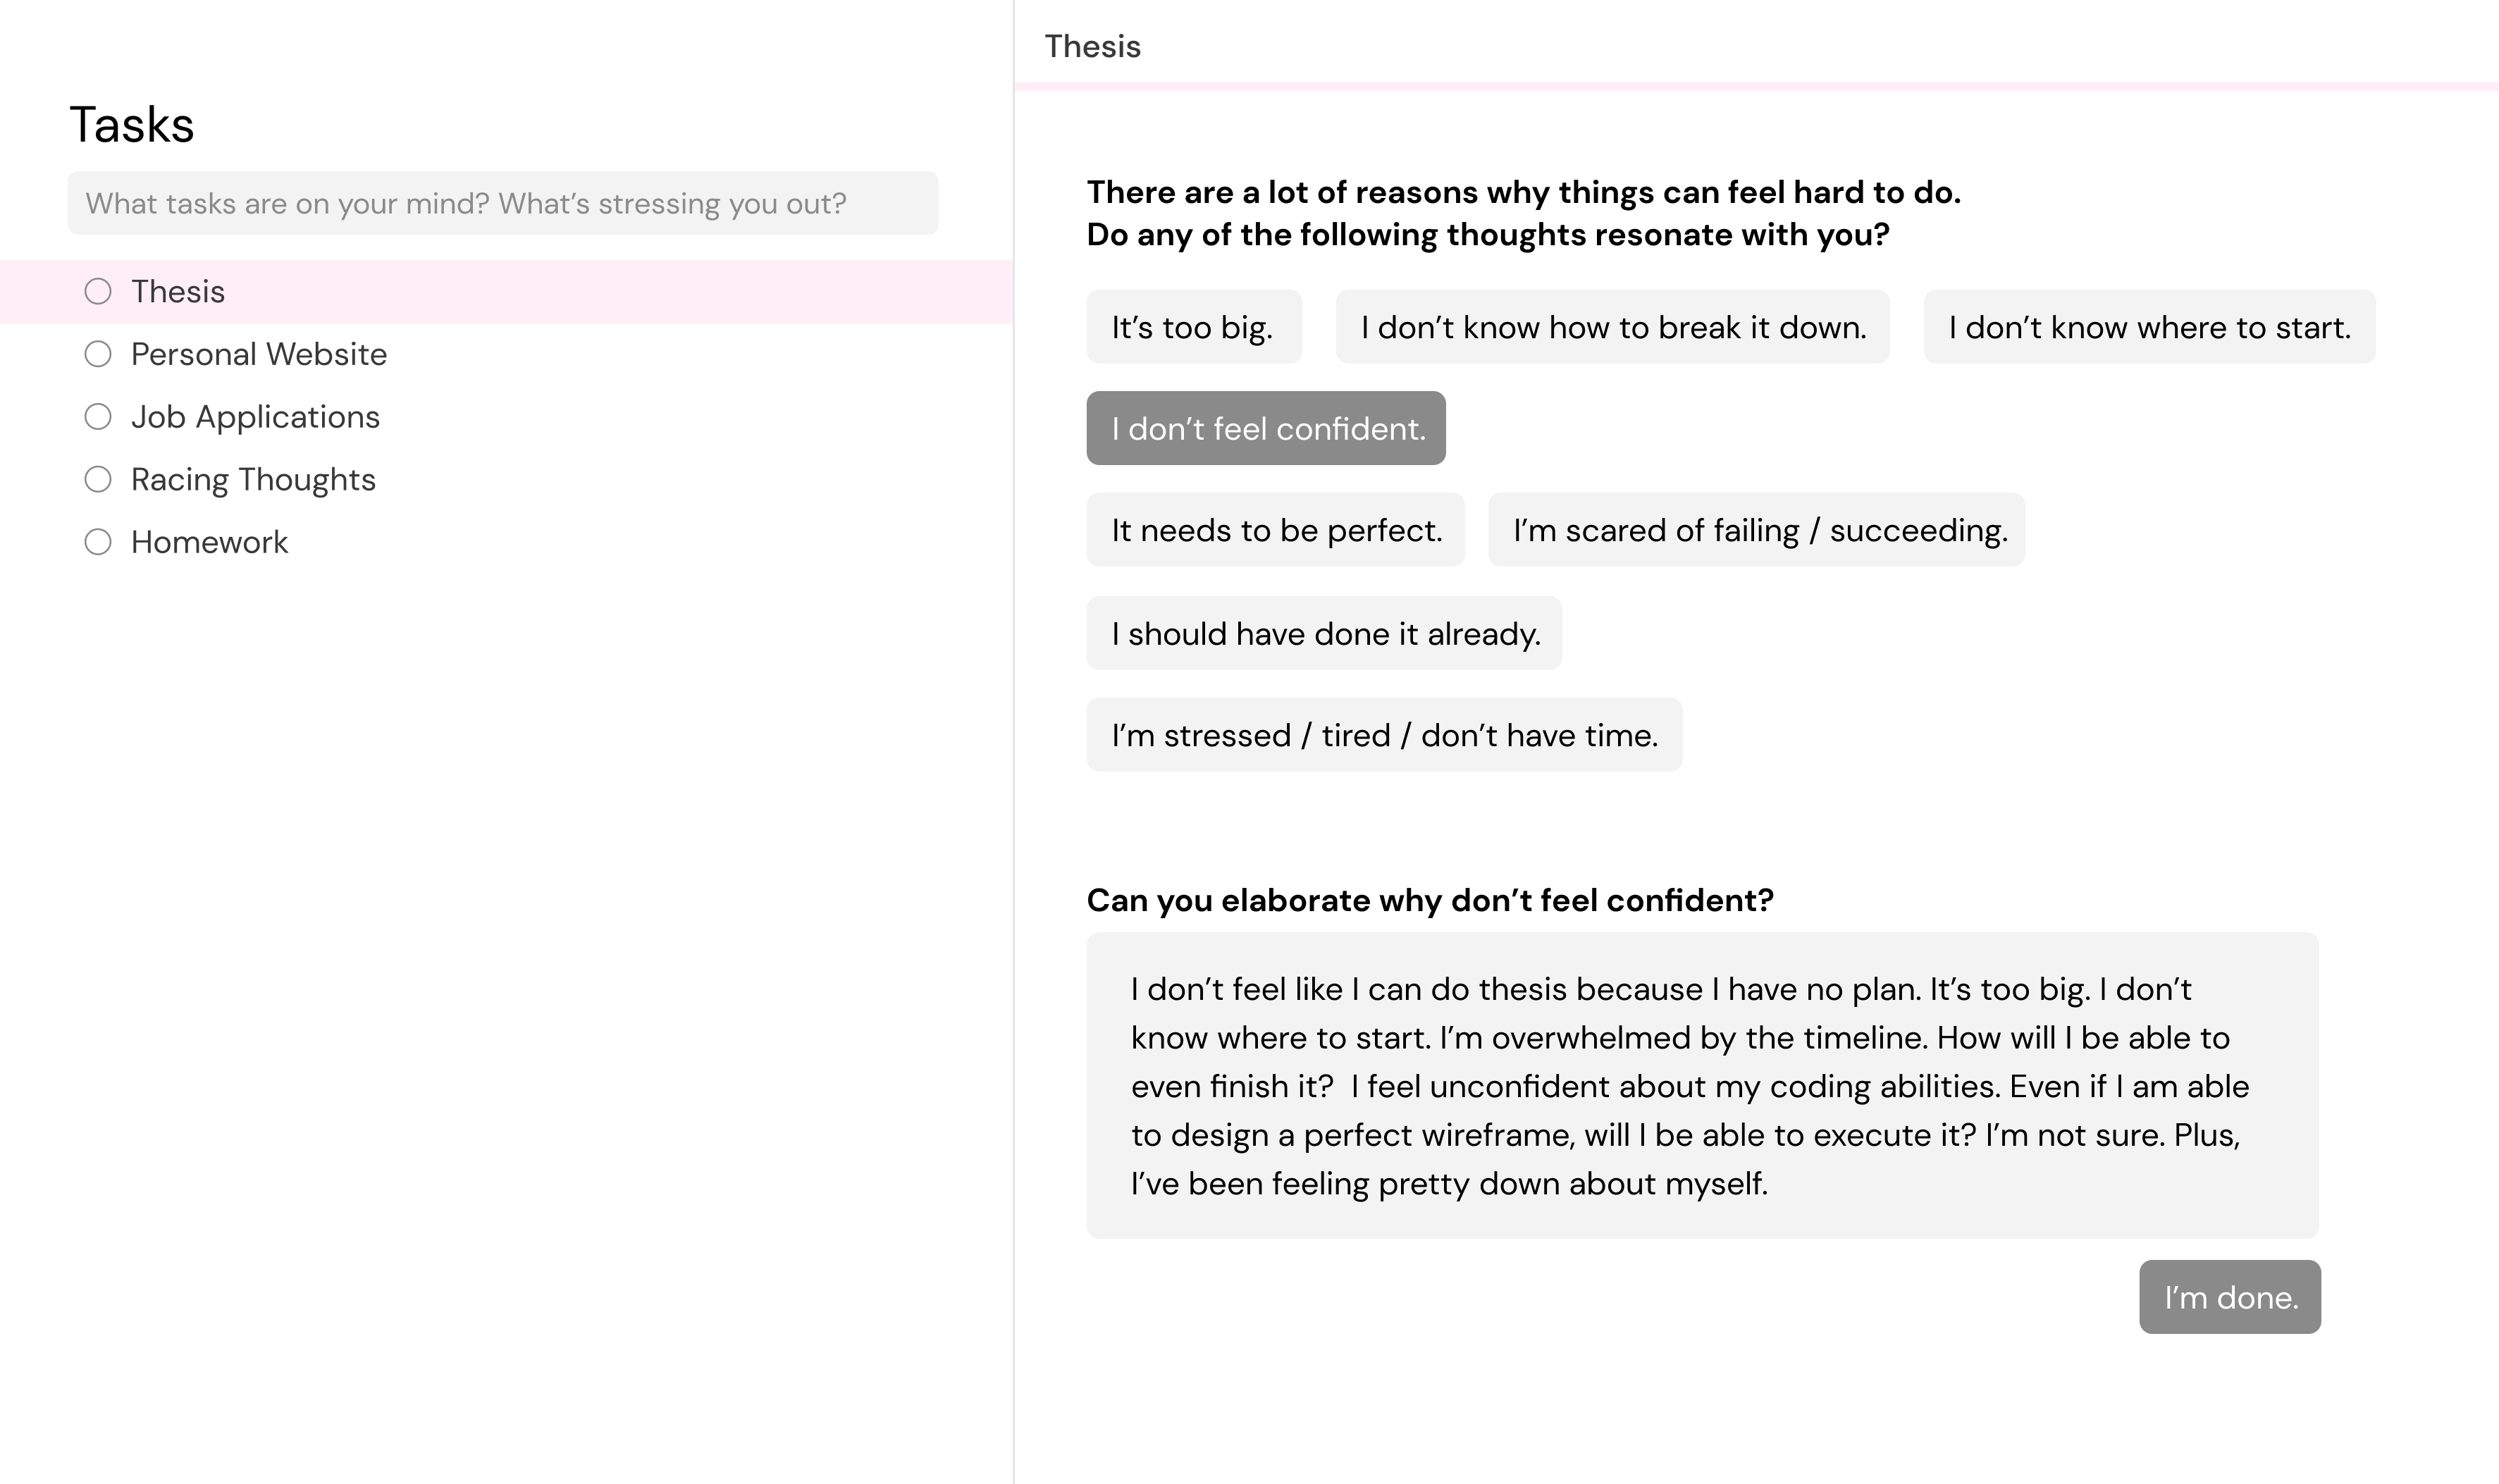 Tasks
What tasks are on your mind? What’s stressing you out?
Thesis
Personal Website
Job Applications
Racing Thoughts
Homework
Thesis
There are a lot of reasons why things can feel hard to do.
Do any of the following thoughts resonate with you?
It’s too big.
I don’t know how to break it down.
I don’t know where to start.
I don’t feel confident.
It needs to be perfect.
I’m scared of failing / succeeding.
I should have done it already.
I’m stressed / tired / don’t have time.
Can you elaborate why don’t feel confident?
I don’t feel like I can do thesis because I have no plan. It’s too big. I don’t
know where to start. I’m overwhelmed by the timeline. How will I be able to
even finish it?  I feel unconfident about my coding abilities. Even if I am able
to design a perfect wireframe, will I be able to execute it? I’m not sure. Plus,
I’ve been feeling pretty down about myself.
I’m done.